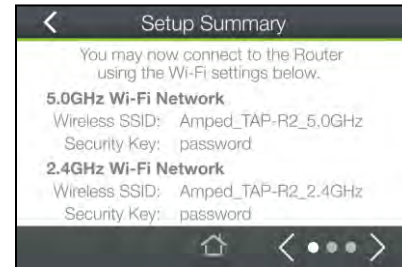 Setup Summary
You may now connect to the Router
using the Wi-Fi settings below.
5.0GHz Wi-Fi Network
Wireless SSID: Amped_TAP-R2_5.0GHz
Security Key: password
2.4GHz Wi-Fi Network
Wireless SSID: Amped_TAP-R2_2.4GHz
Security Key: password